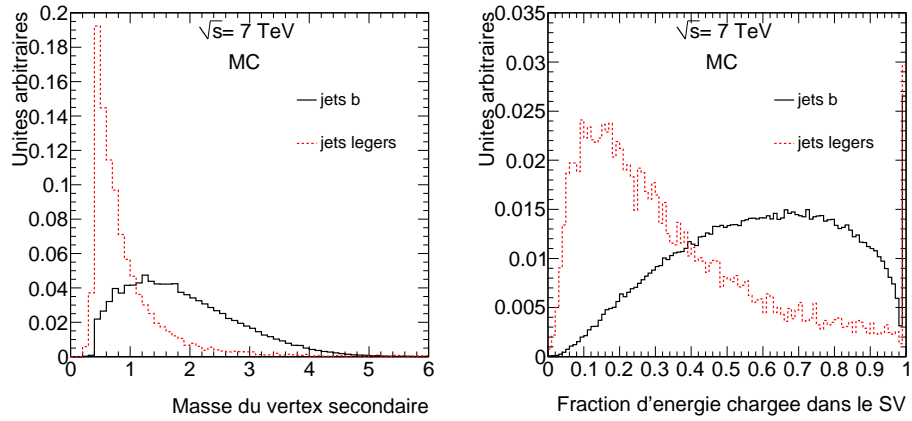 Unites arbitraires
0.2
0.18
0.16
0.14
0.12
0.1
0.08
0.06
0.04
0.02
0
√s= 7 TeV
MC
jets b
jets legers
0 1 2 3 4 5 6
Masse du vertex secondaire
Unites arbitraires
0.035
0.03
0.025
0.02
0.015
0.01
0.005
0
√s= 7 TeV
MC
jets b
jets legers
0 0.1 0.2 0.3 0.4 0.5 0.6 0.7 0.8 0.9 1
Fraction d'energie chargee dans le SV